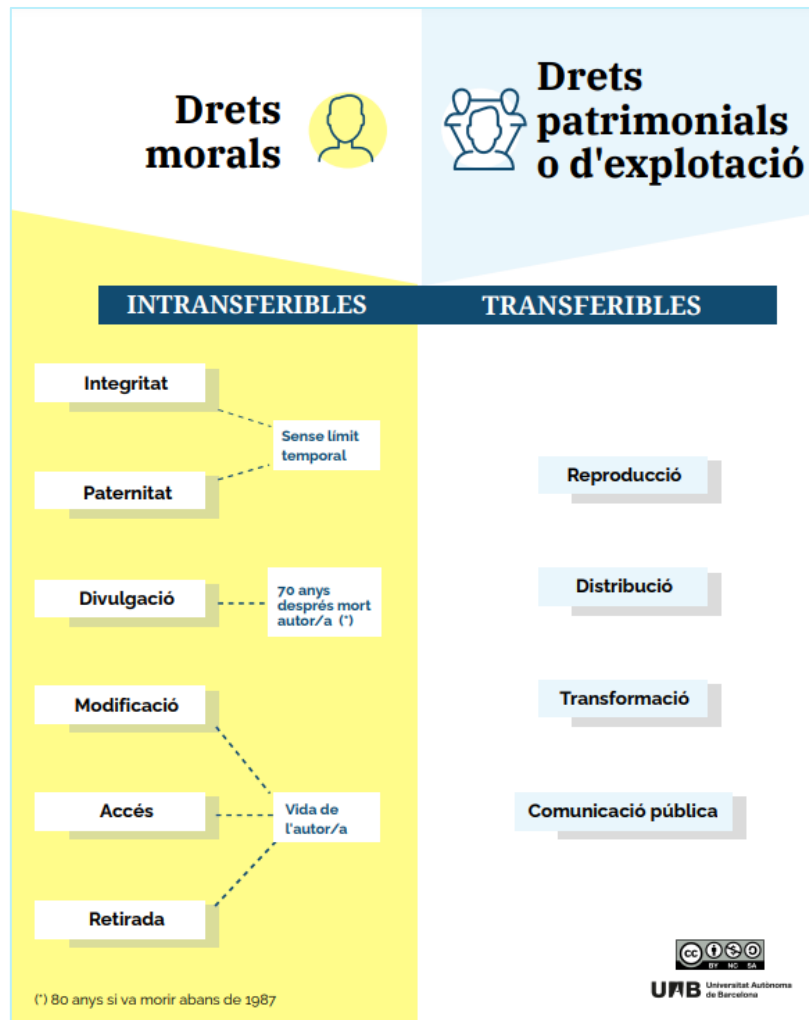 Drets
morals
Drets
patrimonials
o d'explotació
INTRANSFERIBLES
TRANSFERIBLES
Integritat
Sense límit
temporal
Paternitat
Divulgació
70 anys
després mort
autor/a (*)
Modificació
Accés
Vida de
l'autor/a
Retirada
(*) 80 anys si va morir abans de 1987
Reproducció
Distribució
Transformació
Comunicació pública
cc
BY NC SA
UAB Universitat Autònoma
de Barcelona